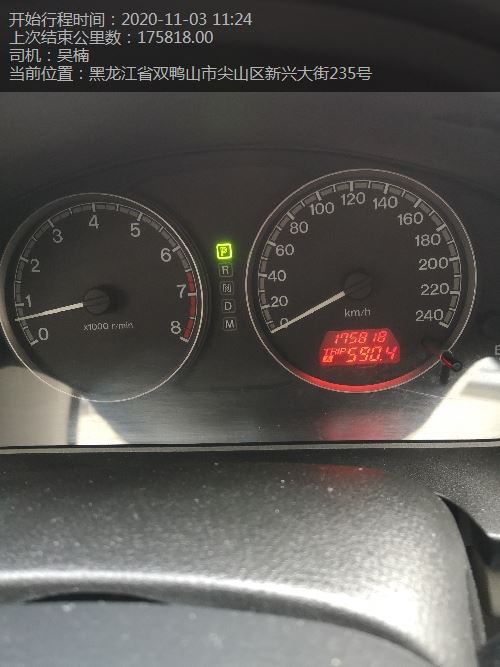 开始行程时间：2020-11-03 11:24
上次结束公里数：175818.00
司机：吴楠
当前位置：黑龙江省双鸭山市尖山区新兴大街235号
0
1
2
3
4
5
6
7
8
x1000 r/min
P
R
N
D
M
0
20
40
60
80
100
120
140
160
180
200
220
240
km/h
175818
TRIP A 590.4
E